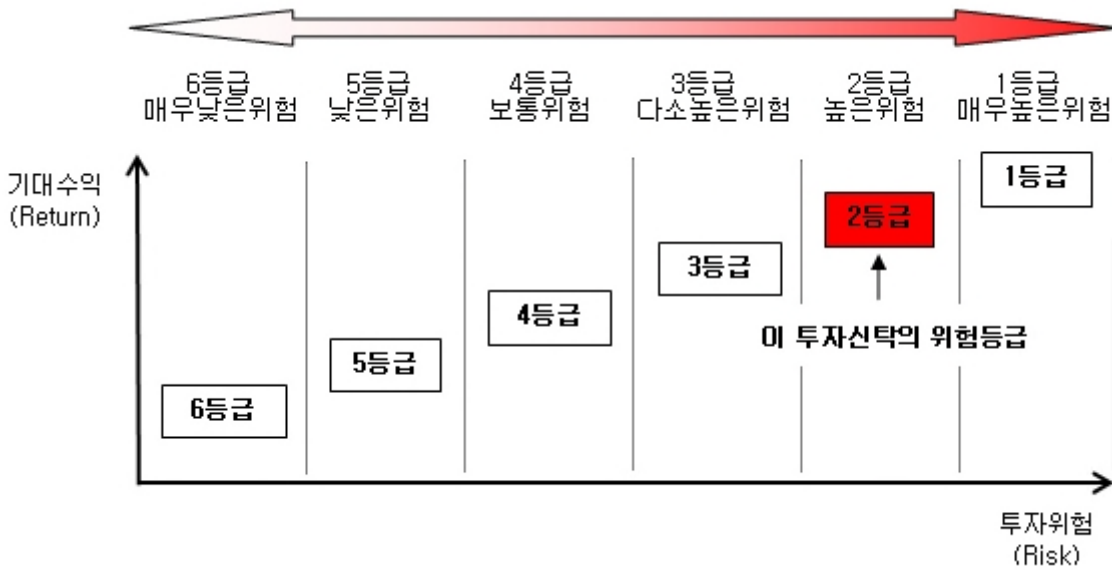 6등급
매우낮은위험
5등급
낮은위험
4등급
보통위험
3등급
다소높은위험
2등급
높은위험
1등급
매우높은위험
기대수익
(Return)
1등급
2등급
3등급
4등급
이 투자신탁의 위험등급
5등급
6등급
투자위험
(Risk)